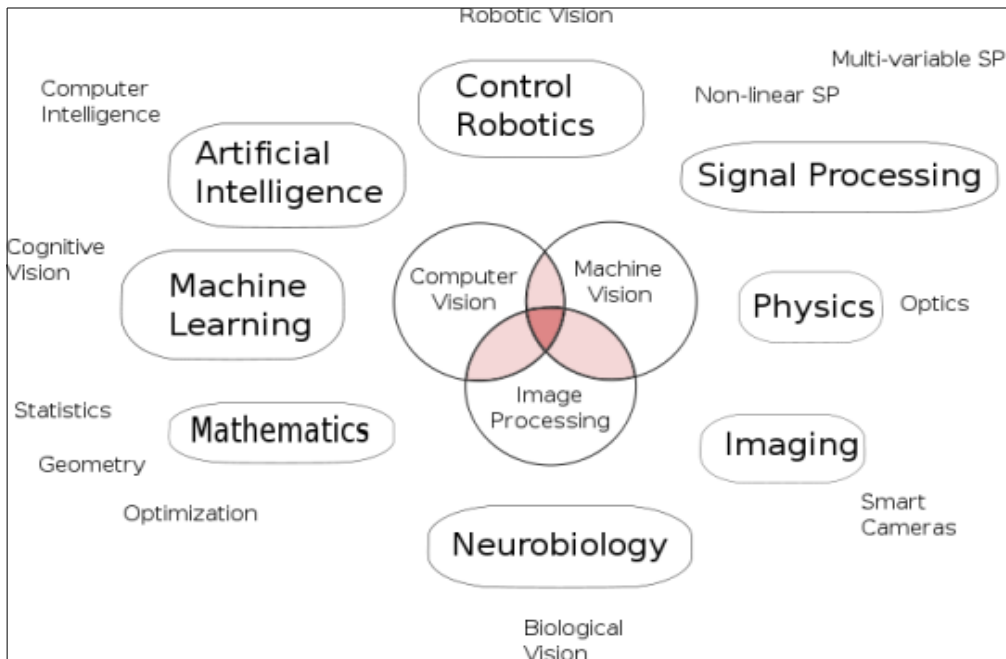 Robotic Vision
Multi-variable SP
Computer
Intelligence
Control
Robotics
Non-linear SP
Artificial
Intelligence
Signal Processing
Cognitive
Vision
Machine
Learning
Computer
Vision
Machine
Vision
Physics
Optics
Image
Processing
Statistics
Mathematics
Geometry
Imaging
Optimization
Smart
Cameras
Neurobiology
Biological
Vision